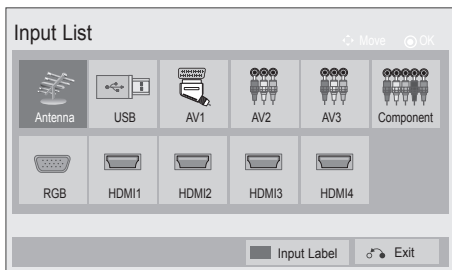 Input List
Move OK
Antenna USB AV1 AV2 AV3 Component
RGB HDMI1 HDMI2 HDMI3 HDMI4
Input Label Exit